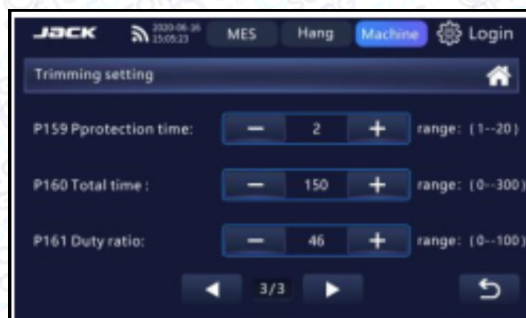 JACK 2020-06-16 15:05:23 MES Hang Machine Login
Trimming setting
P159 Pprotection time: − 2 + range: (1--20)
P160 Total time : − 150 + range: (0--300)
P161 Duty ratio: − 46 + range: (0--100)
3/3